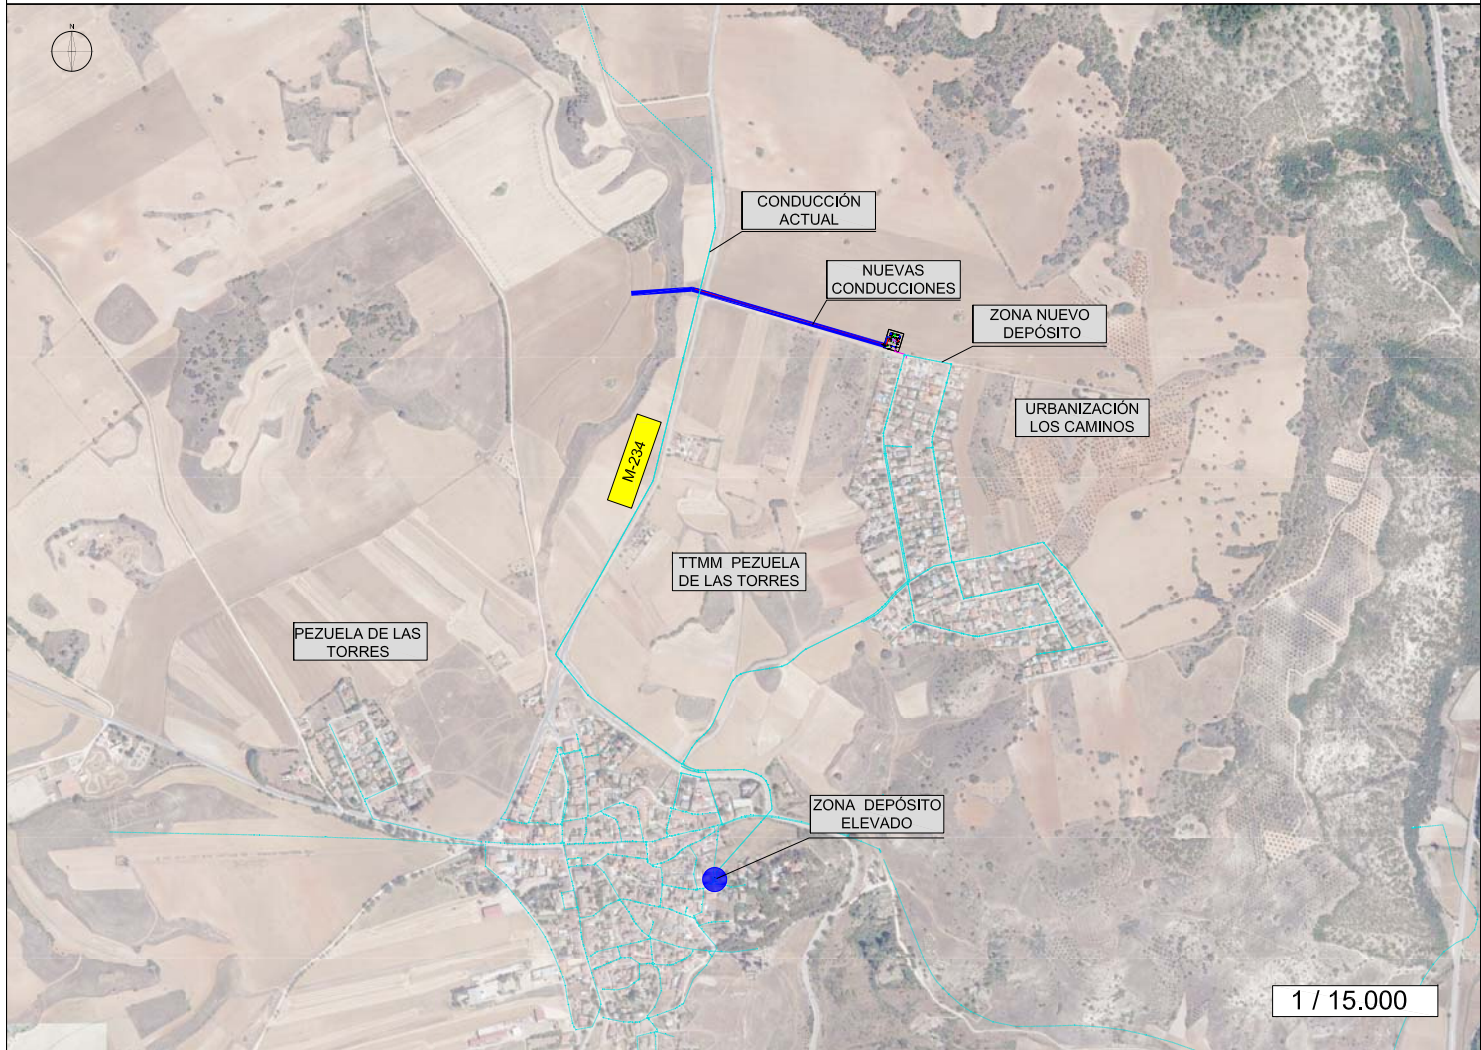 N
CONDUCCIÓN
ACTUAL
NUEVAS
CONDUCCIONES
ZONA NUEVO
DEPÓSITO
URBANIZACIÓN
LOS CAMINOS
M-234
TTMM PEZUELA
DE LAS TORRES
PEZUELA DE LAS
TORRES
ZONA DEPÓSITO
ELEVADO
1 / 15.000